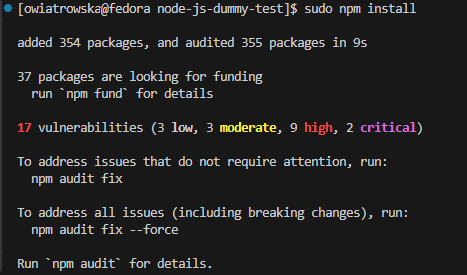 [owiatrowska@fedora node-js-dummy-test]$ sudo npm install
added 354 packages, and audited 355 packages in 9s
37 packages are looking for funding
run `npm fund` for details
17 vulnerabilities (3 low, 3 moderate, 9 high, 2 critical)
To address issues that do not require attention, run:
npm audit fix
To address all issues (including breaking changes), run:
npm audit fix --force
Run `npm audit` for details.